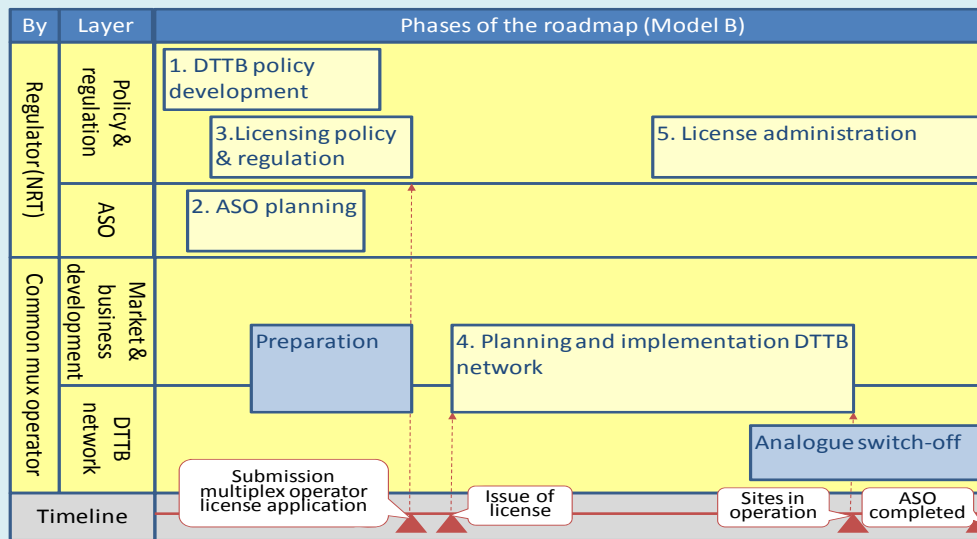 By
Layer
Phases of the roadmap (Model B)
Regulator (NRT)
Policy &
regulation
1. DTTB policy
development
3.Licensing policy
& regulation
5. License administration
ASO
2. ASO planning
Common mux operator
Market &
business
development
Preparation
4. Planning and implementation DTTB
network
DTTB
network
Analogue switch-off
Timeline
Submission
multiplex operator
license application
Issue of
license
Sites in
operation
ASO
completed